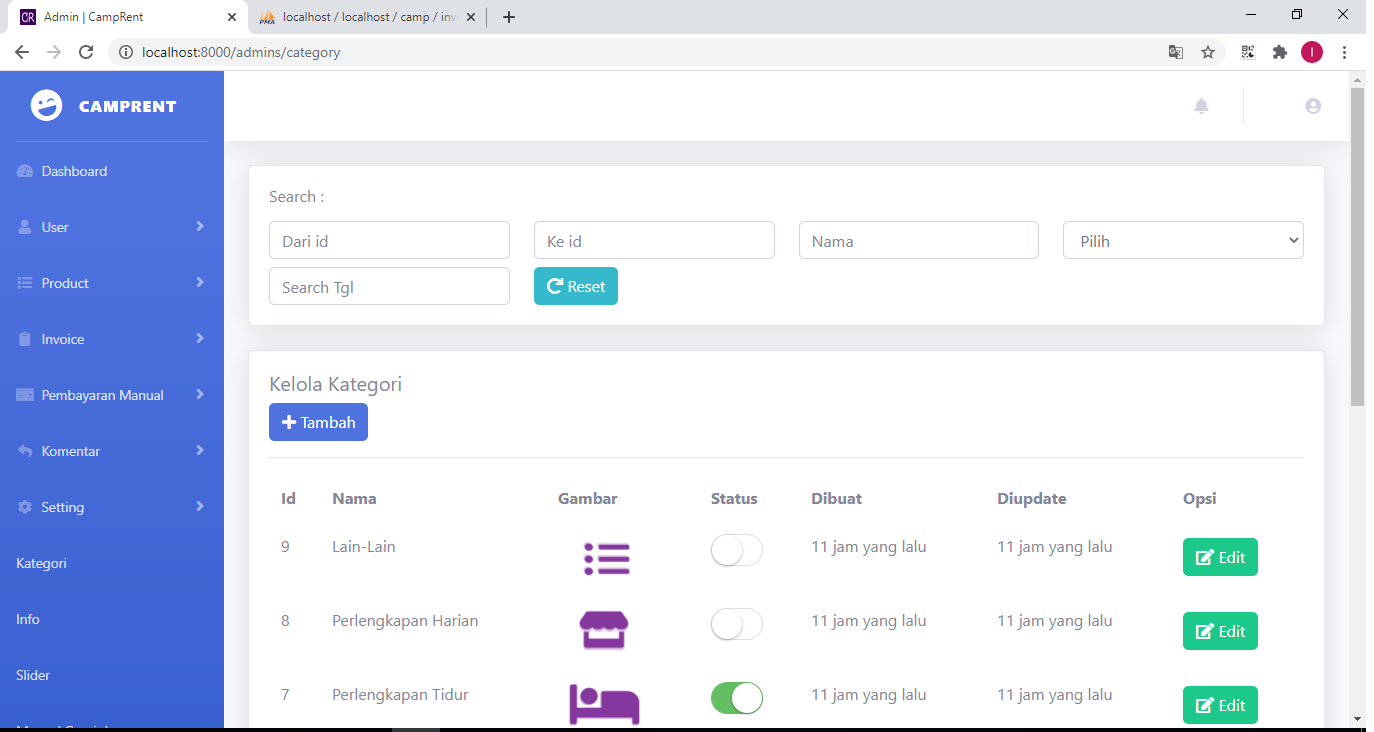 CR Admin | CampRent
PMA localhost / localhost / camp / inv
localhost:8000/admins/category
I
CAMPRENT
Dashboard
User
Product
Invoice
Pembayaran Manual
Komentar
Setting
Kategori
Info
Slider
Search :
Dari id
Ke id
Nama
Pilih
Search Tgl
Reset
Kelola Kategori
Tambah
Id Nama Gambar Status Dibuat Diupdate Opsi
9 Lain-Lain 11 jam yang lalu 11 jam yang lalu Edit
8 Perlengkapan Harian 11 jam yang lalu 11 jam yang lalu Edit
7 Perlengkapan Tidur 11 jam yang lalu 11 jam yang lalu Edit